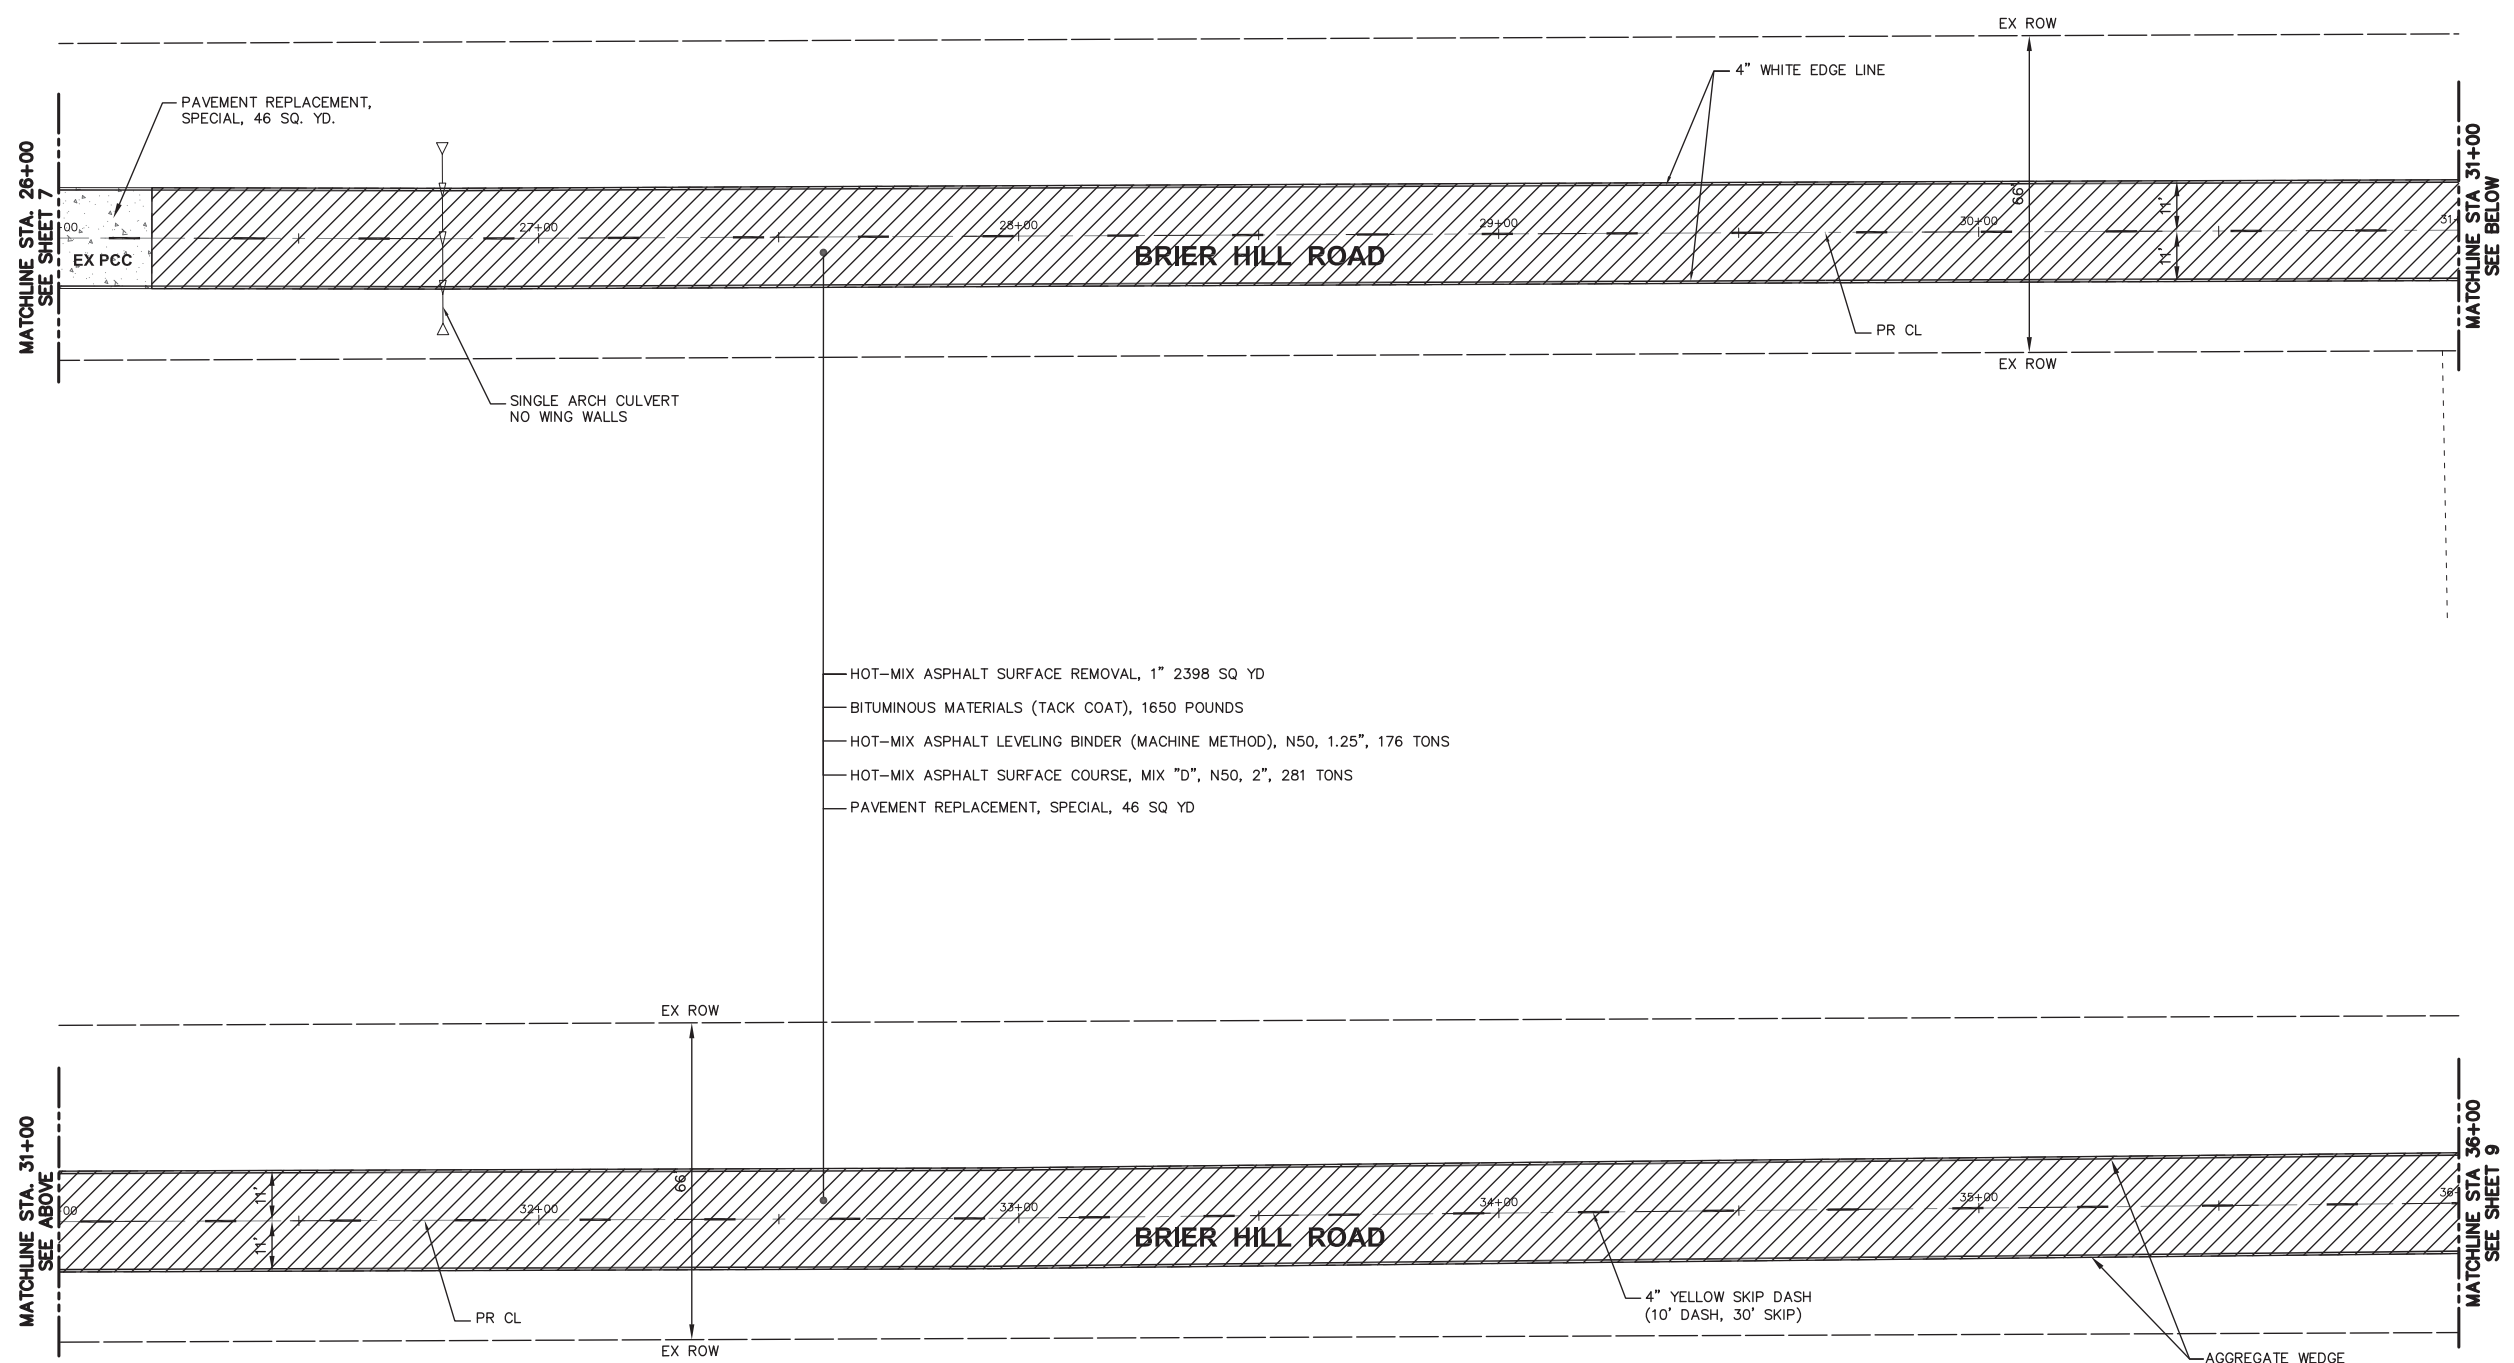 EX ROW
4" WHITE EDGE LINE
PAVEMENT REPLACEMENT,
SPECIAL, 46 SQ. YD.
MATCHLINE STA. 26+00
SEE SHEET 7
MATCHLINE STA 31+00
SEE BELOW
66'
11'
11'
00
27+00
28+00
29+00
30+00
31
EX PCC
BRIER HILL ROAD
PR CL
EX ROW
SINGLE ARCH CULVERT
NO WING WALLS
HOT-MIX ASPHALT SURFACE REMOVAL, 1" 2398 SQ YD
BITUMINOUS MATERIALS (TACK COAT), 1650 POUNDS
HOT-MIX ASPHALT LEVELING BINDER (MACHINE METHOD), N50, 1.25", 176 TONS
HOT-MIX ASPHALT SURFACE COURSE, MIX "D", N50, 2", 281 TONS
PAVEMENT REPLACEMENT, SPECIAL, 46 SQ YD
EX ROW
MATCHLINE STA. 31+00
SEE ABOVE
MATCHLINE STA 36+00
SEE SHEET 9
66'
11'
11'
00
32+00
33+00
34+00
35+00
36
BRIER HILL ROAD
4" YELLOW SKIP DASH
(10' DASH, 30' SKIP)
PR CL
EX ROW
AGGREGATE WEDGE